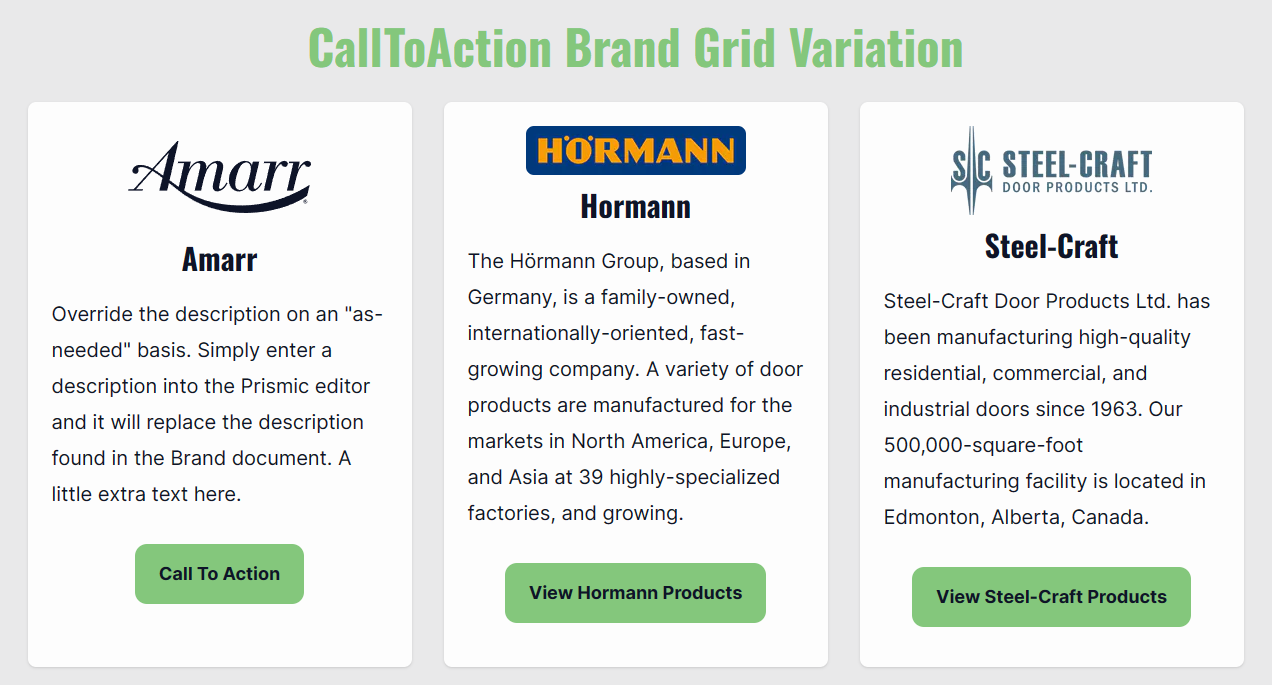 CallToAction Brand Grid Variation
Amarr
Amarr
Override the description on an "as-
needed" basis. Simply enter a
description into the Prismic editor
and it will replace the description
found in the Brand document. A
little extra text here.
Call To Action
HÖRMANN
Hormann
The Hörmann Group, based in
Germany, is a family-owned,
internationally-oriented, fast-
growing company. A variety of door
products are manufactured for the
markets in North America, Europe,
and Asia at 39 highly-specialized
factories, and growing.
View Hormann Products
SC STEEL-CRAFT
DOOR PRODUCTS LTD.
Steel-Craft
Steel-Craft Door Products Ltd. has
been manufacturing high-quality
residential, commercial, and
industrial doors since 1963. Our
500,000-square-foot
manufacturing facility is located in
Edmonton, Alberta, Canada.
View Steel-Craft Products